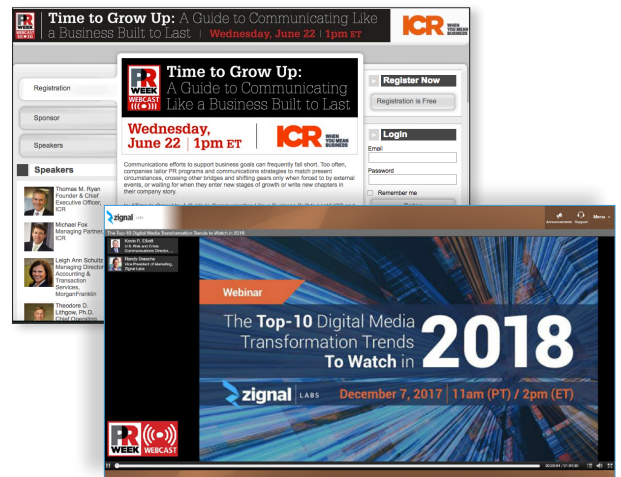 PR
WEEK
WEBCAST
Time to Grow Up: A Guide to Communicating Like
a Business Built to Last | Wednesday, June 22 | 1pm ET
ICR WHEN
YOU MEAN
BUSINESS
Registration
Sponsor
Speakers
Speakers
Thomas M. Ryan
Founder & Chief
Executive Officer,
ICR
Michael Fox
Managing Partner,
ICR
Leigh Ann Schultz
Managing Director
Accounting &
Transaction
Services,
MorganFranklin
Theodore D.
Lithgow, Ph.D.
Chief Operating
PR
WEEK
WEBCAST
Time to Grow Up:
A Guide to Communicating
Like a Business Built to Last
Wednesday,
June 22 | 1pm ET
ICR WHEN
YOU MEAN
BUSINESS
Communications efforts to support business goals can frequently fall short. Too often,
companies tailor PR programs and communications strategies to match present
circumstances, crossing other bridges and shifting gears only when forced to by external
events, or waiting for when they enter new stages of growth or write new chapters in
their company story.
Register Now
Registration is Free
Login
Email
Password
Remember me
zignal LABS
Announcements Support Menu
The Top-10 Digital Media Transformation Trends to Watch in 2018
Kevin R. Elliott
U.S. Risk and Crisis
Communications Director,
Randy Brasche
Vice President of Marketing,
Zignal Labs
Webinar
The Top-10 Digital Media
Transformation Trends
To Watch in
2018
zignal LABS
December 7, 2017 | 11am (PT) / 2pm (ET)
PR
WEEK WEBCAST